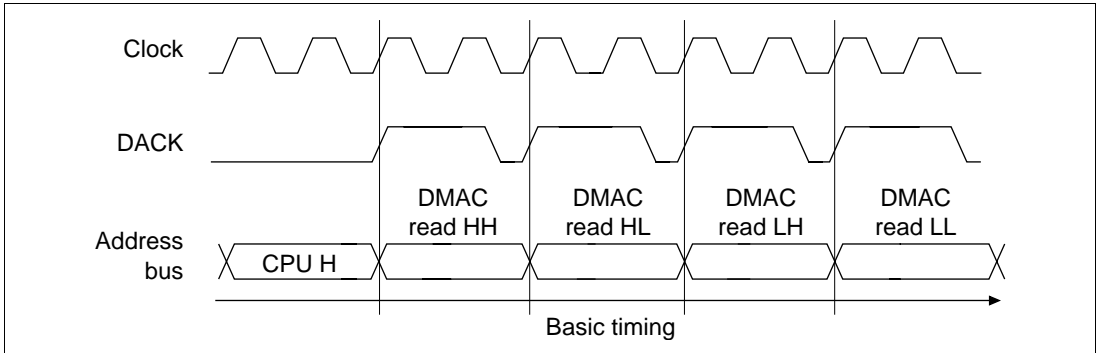 Clock
DACK
DMAC DMAC DMAC DMAC
read HH read HL read LH read LL
Address
bus
CPU H
Basic timing